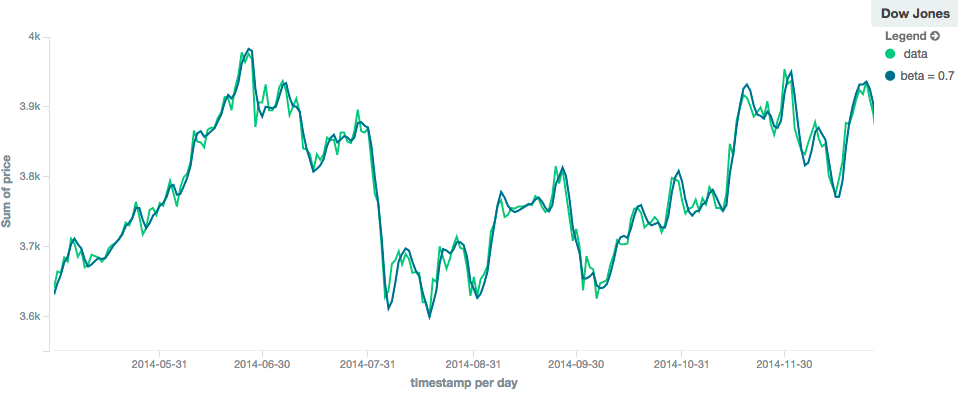 Dow Jones
Legend
data
beta = 0.7
Sum of price
4k
3.9k
3.8k
3.7k
3.6k
2014-05-31
2014-06-30
2014-07-31
2014-08-31
2014-09-30
2014-10-31
2014-11-30
timestamp per day